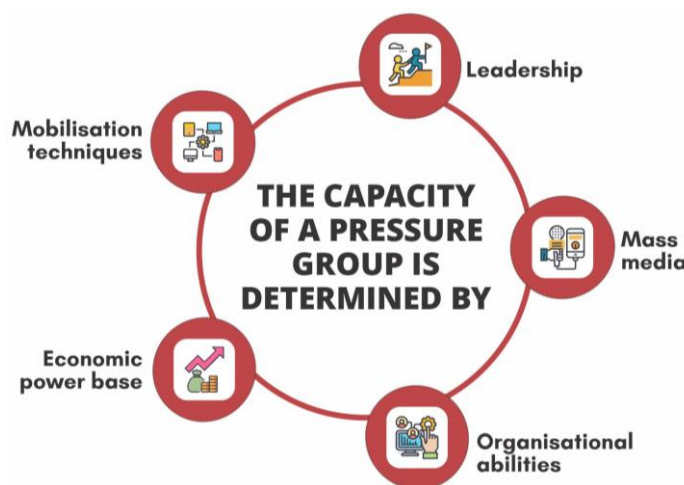 THE CAPACITY
OF A PRESSURE
GROUP IS
DETERMINED BY
Leadership
Mass
media
Organisational
abilities
Economic
power base
Mobilisation
techniques